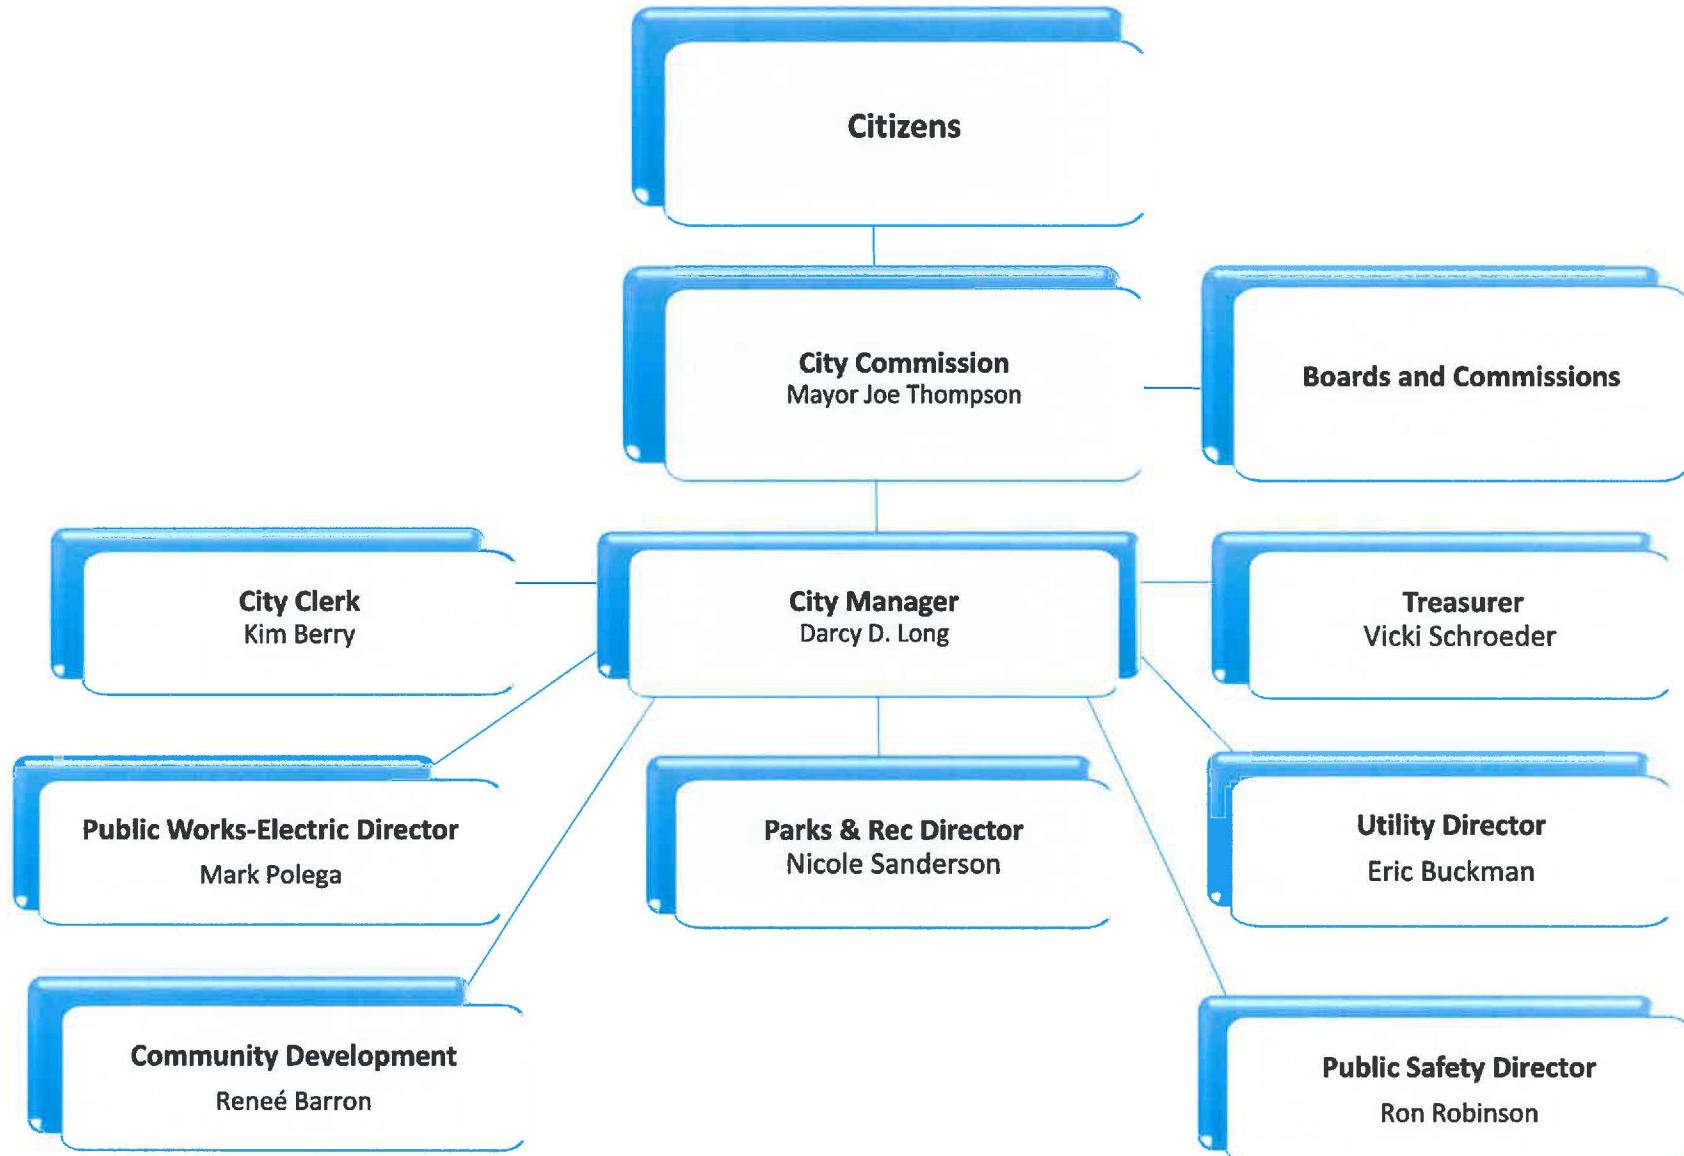 Citizens
City Commission
Mayor Joe Thompson
Boards and Commissions
City Clerk
Kim Berry
City Manager
Darcy D. Long
Treasurer
Vicki Schroeder
Public Works-Electric Director
Mark Polega
Parks & Rec Director
Nicole Sanderson
Utility Director
Eric Buckman
Community Development
Reneé Barron
Public Safety Director
Ron Robinson